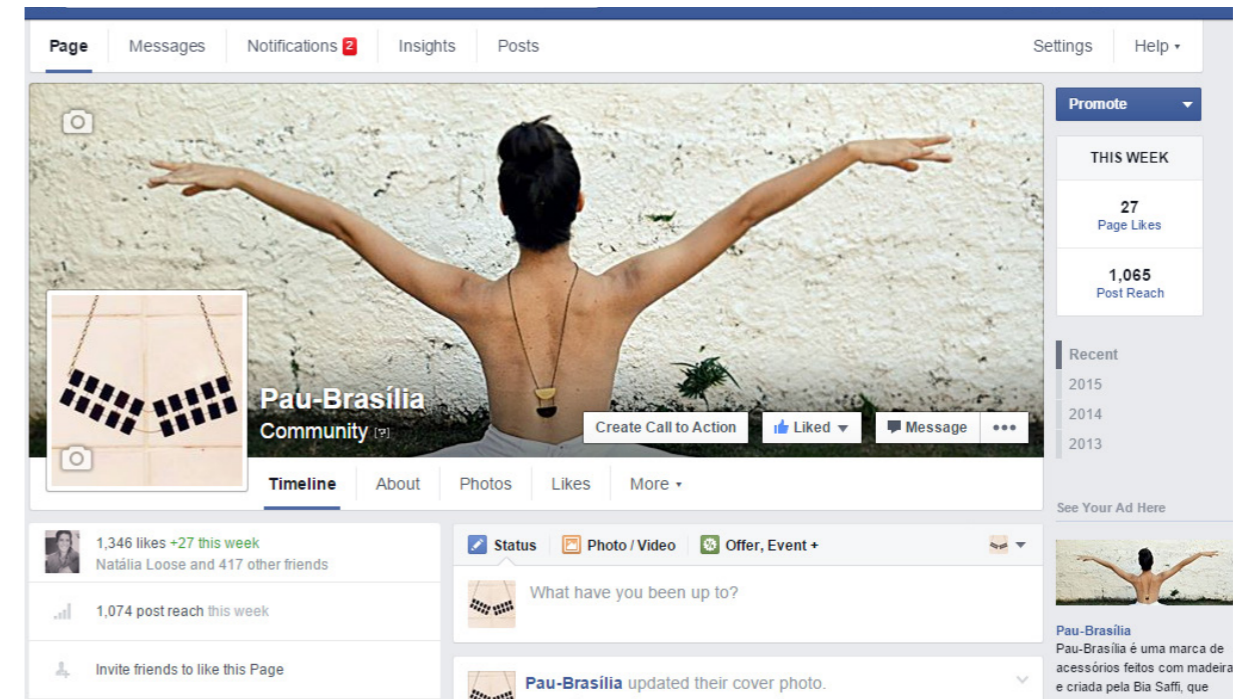 Page Messages Notifications 2 Insights Posts Settings Help
Promote
THIS WEEK
27
Page Likes
1,065
Post Reach
Recent
2015
2014
2013
Pau-Brasília
Community [?]
Create Call to Action Liked Message
Timeline About Photos Likes More
See Your Ad Here
1,346 likes +27 this week
Natália Loose and 417 other friends
1,074 post reach this week
Invite friends to like this Page
Status Photo / Video Offer, Event +
What have you been up to?
Pau-Brasília updated their cover photo.
Pau-Brasília
Pau-Brasília é uma marca de
acessórios feitos com madeira
e criada pela Bia Saffi, que